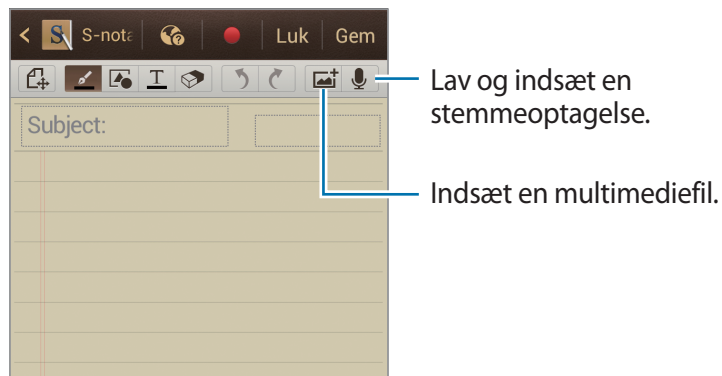 S-nota
Luk
Gem
T
Subject:
Lav og indsæt en
stemmeoptagelse.
Indsæt en multimediefil.